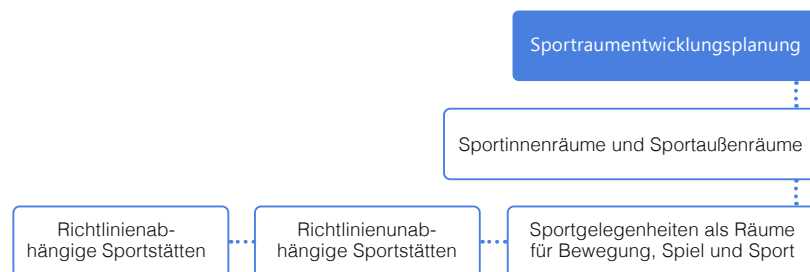 Sportraumentwicklungsplanung
Sportinnenräume und Sportaußenräume
Richtlinienab-
hängige Sportstätten
Richtlinienunab-
hängige Sportstätten
Sportgelegenheiten als Räume
für Bewegung, Spiel und Sport